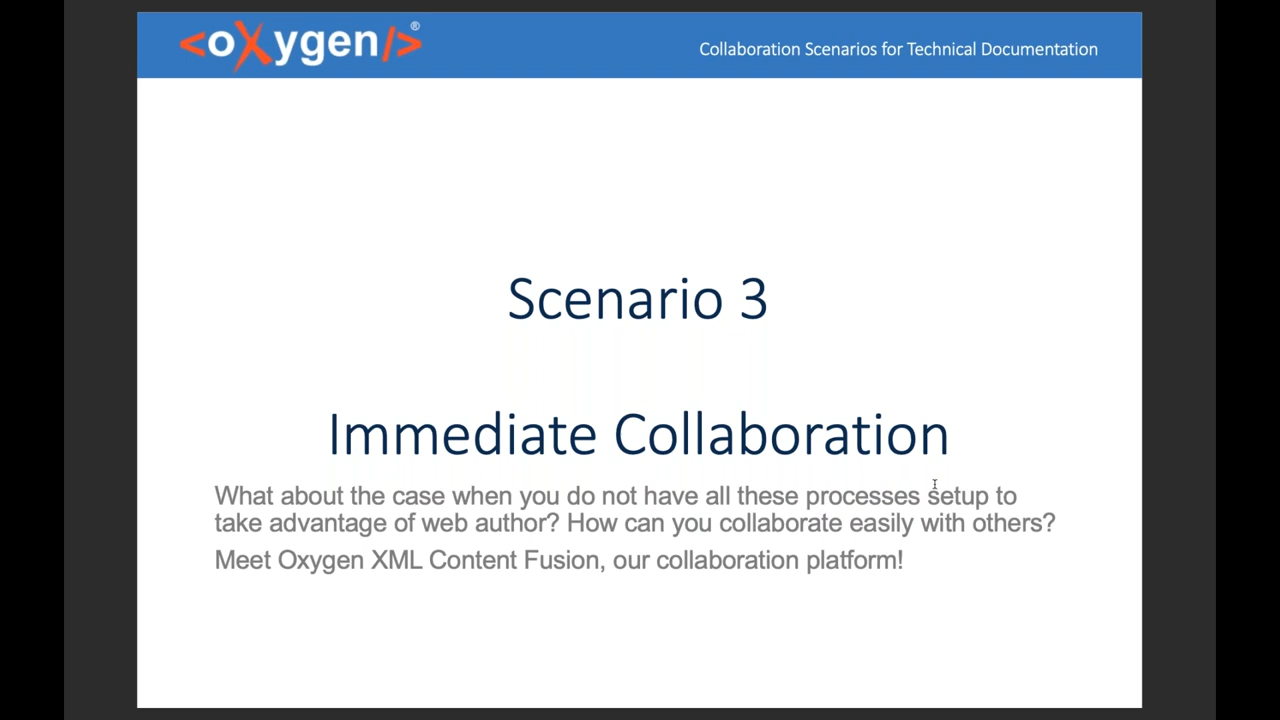 <oXygen/>®
Collaboration Scenarios for Technical Documentation
Scenario 3
Immediate Collaboration
What about the case when you do not have all these processes setup to
take advantage of web author? How can you collaborate easily with others?
Meet Oxygen XML Content Fusion, our collaboration platform!